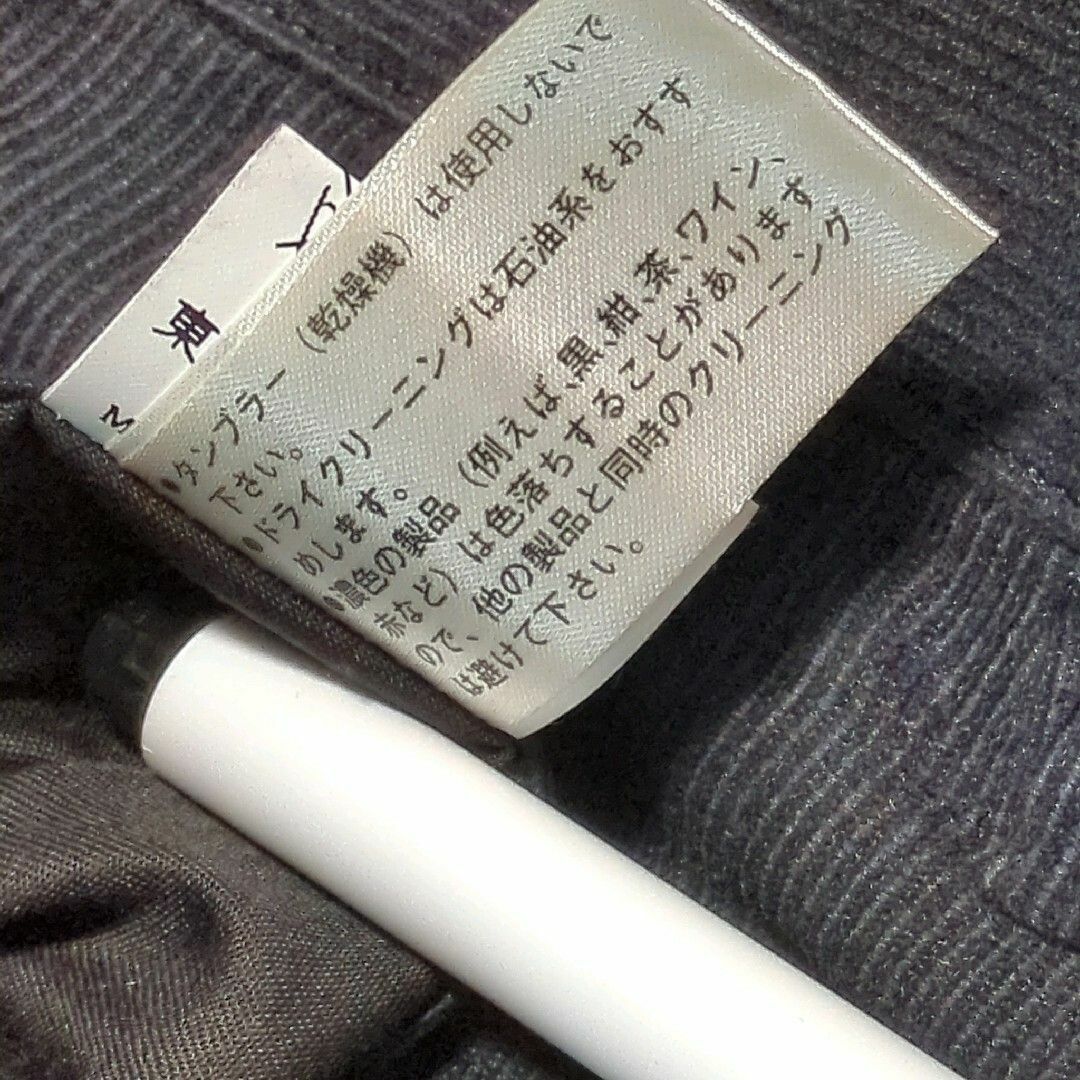 ・タンブラー(乾燥機)は使用しないで
下さい。
・ドライクリーニングは石油系をおすす
めします。
・濃色の製品(例えば、黒、紺、茶、ワイン、
赤など)は色落ちすることがあります
ので、他の製品と同時のクリーニング
は避けて下さい。
東
M